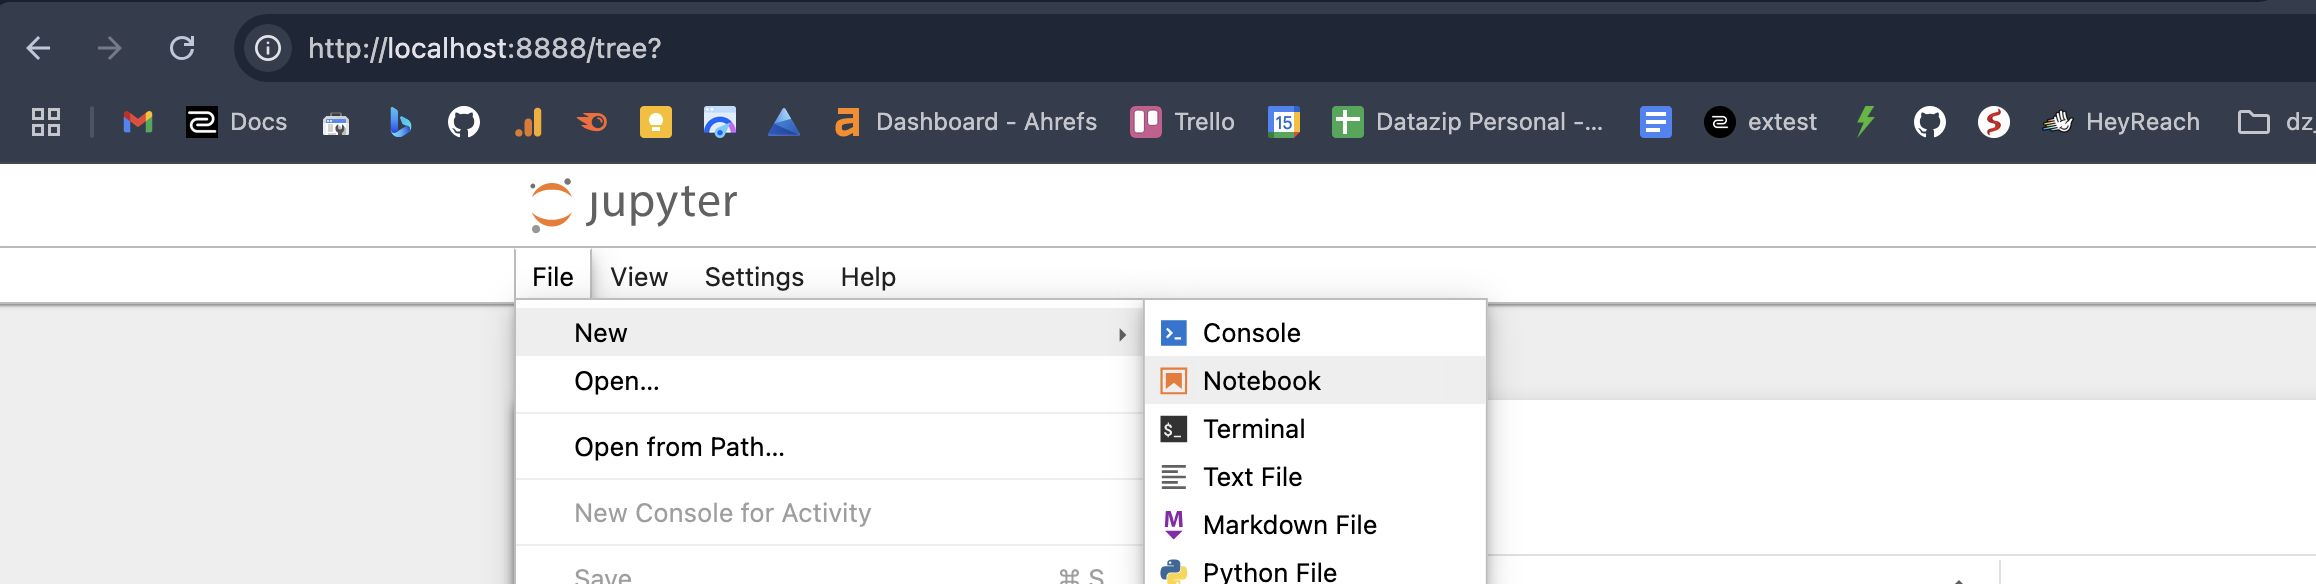 http://localhost:8888/tree?
Docs
Dashboard - Ahrefs
Trello
15
Datazip Personal -...
extest
HeyReach
dz_
jupyter
File View Settings Help
New
Open...
Open from Path...
New Console for Activity
Save ⌘ S
Console
Notebook
Terminal
Text File
Markdown File
Python File